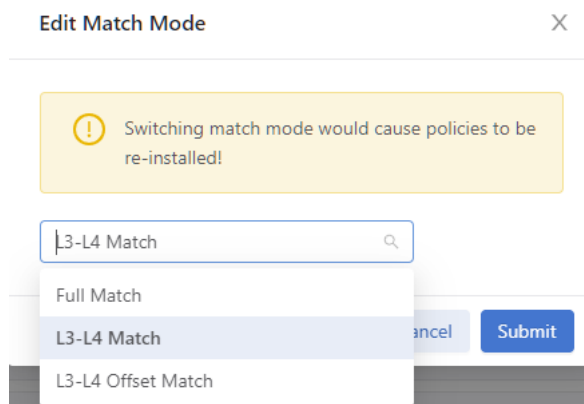 Edit Match Mode
Switching match mode would cause policies to be
re-installed!
L3-L4 Match
Full Match
L3-L4 Match
Submit
L3-L4 Offset Match